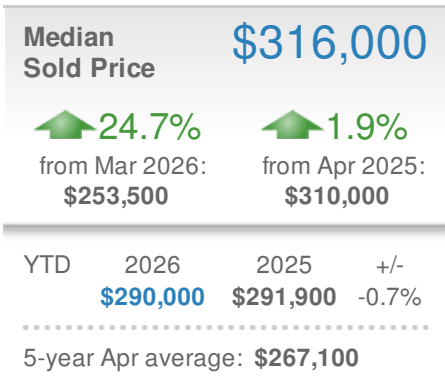 Median
Sold Price
$316,000
24.7%
from Mar 2026:
$253,500
1.9%
from Apr 2025:
$310,000
YTD 2026 2025 +/-
$290,000 $291,900 -0.7%
5-year Apr average: $267,100